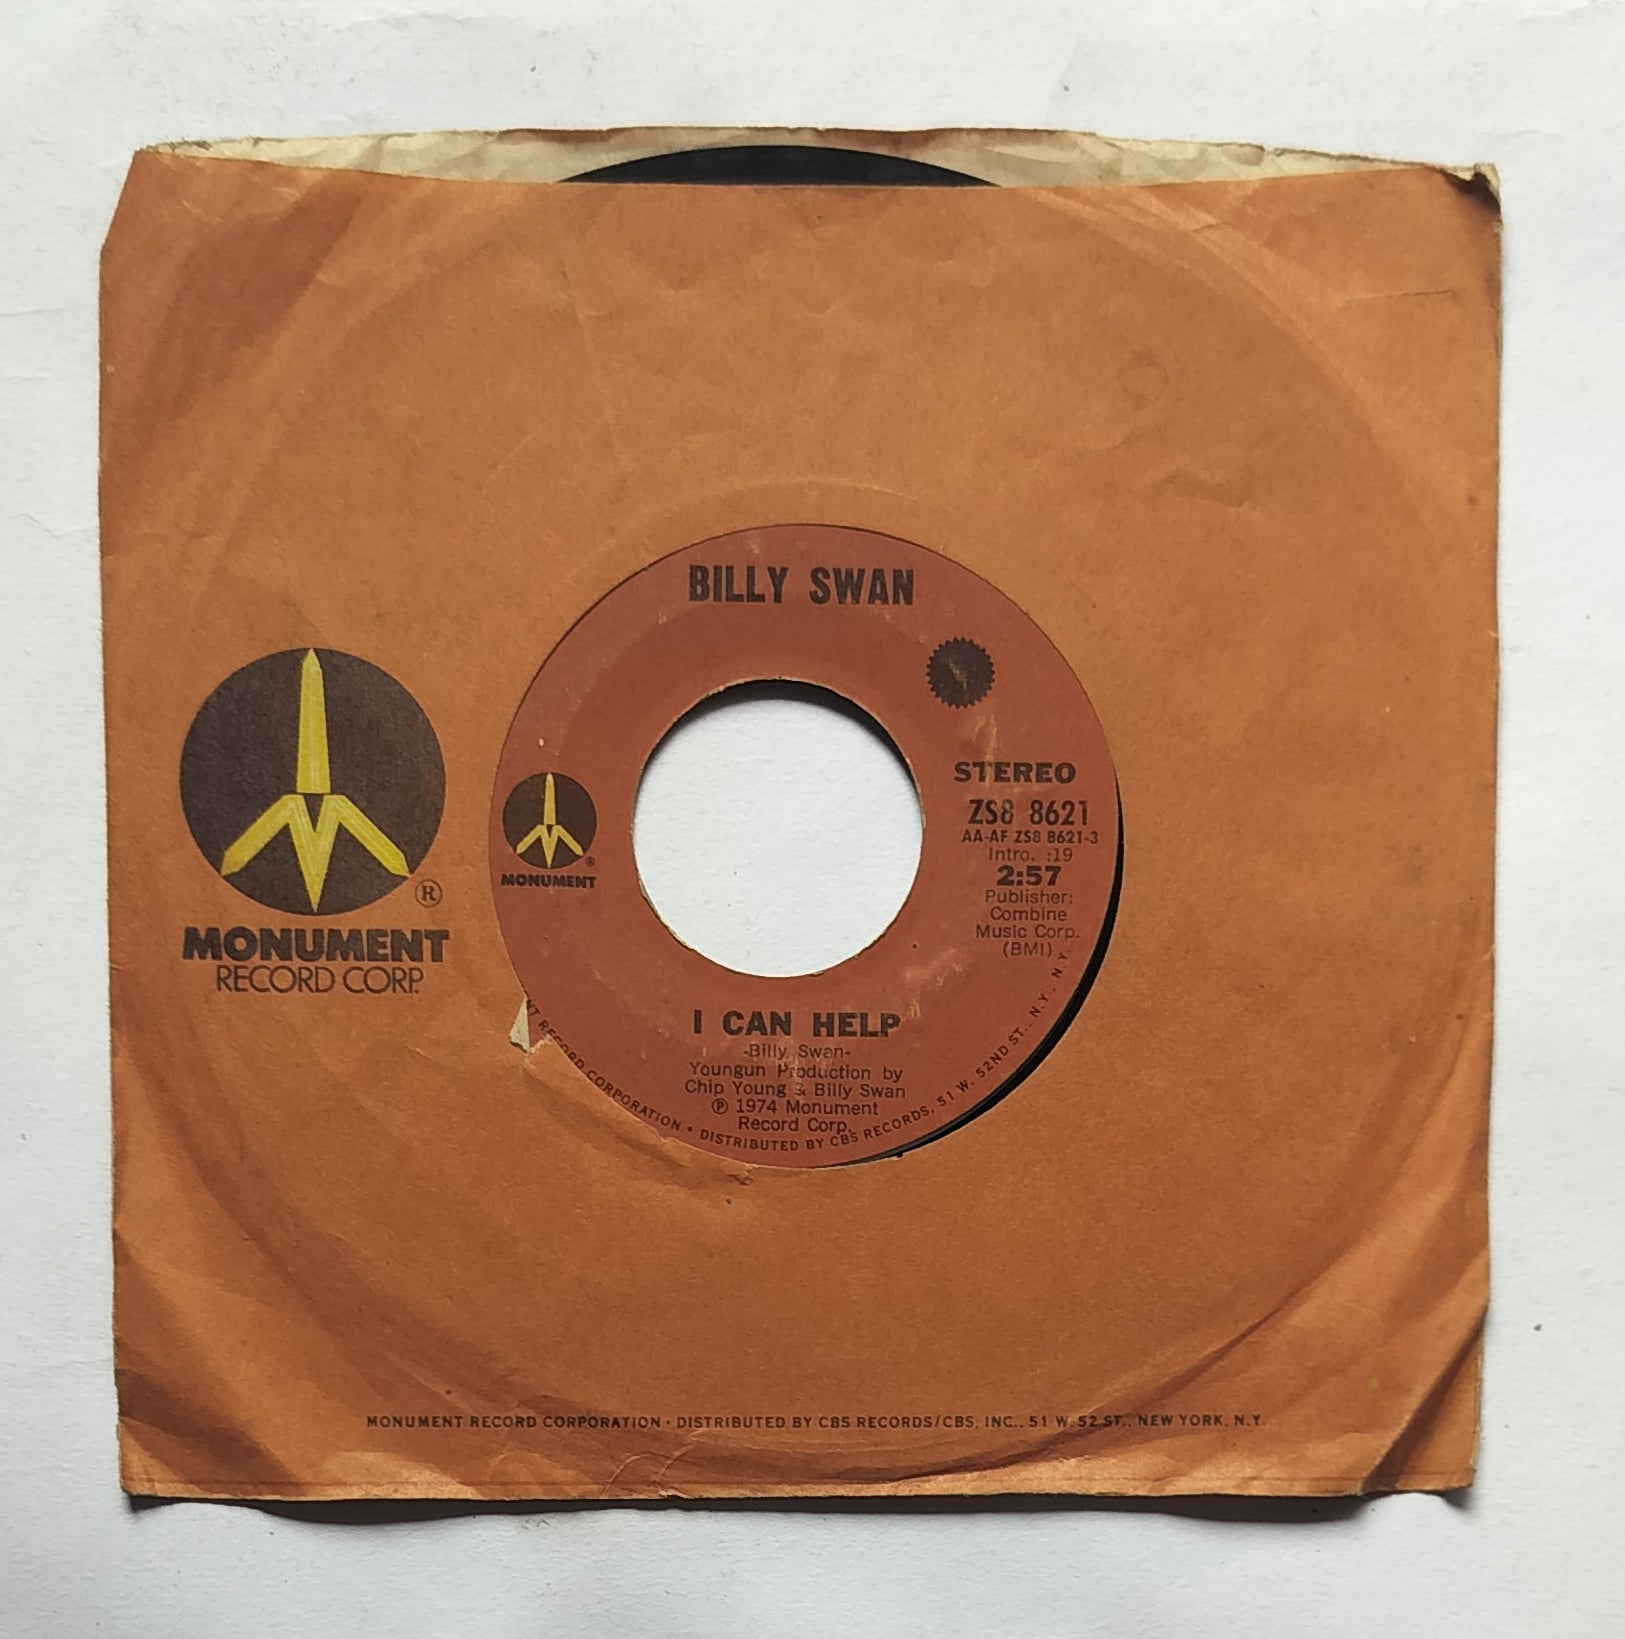 BILLY SWAN
STEREO
ZS8 8621
AA-AF ZS8 8621-3
Intro. :19
2:57
Publisher:
Combine
Music Corp.
(BMI)
® 
MONUMENT
®
MONUMENT
RECORD CORP.
I CAN HELP
-Billy Swan-
Youngun Production by
Chip Young & Billy Swan
℗ 1974 Monument
Record Corp.
RECORD CORPORATION • DISTRIBUTED BY CBS RECORDS, 51 W. 52ND ST., N.Y., N.Y.
MONUMENT RECORD CORPORATION • DISTRIBUTED BY CBS RECORDS/CBS, INC., 51 W. 52 ST., NEW YORK, N.Y.